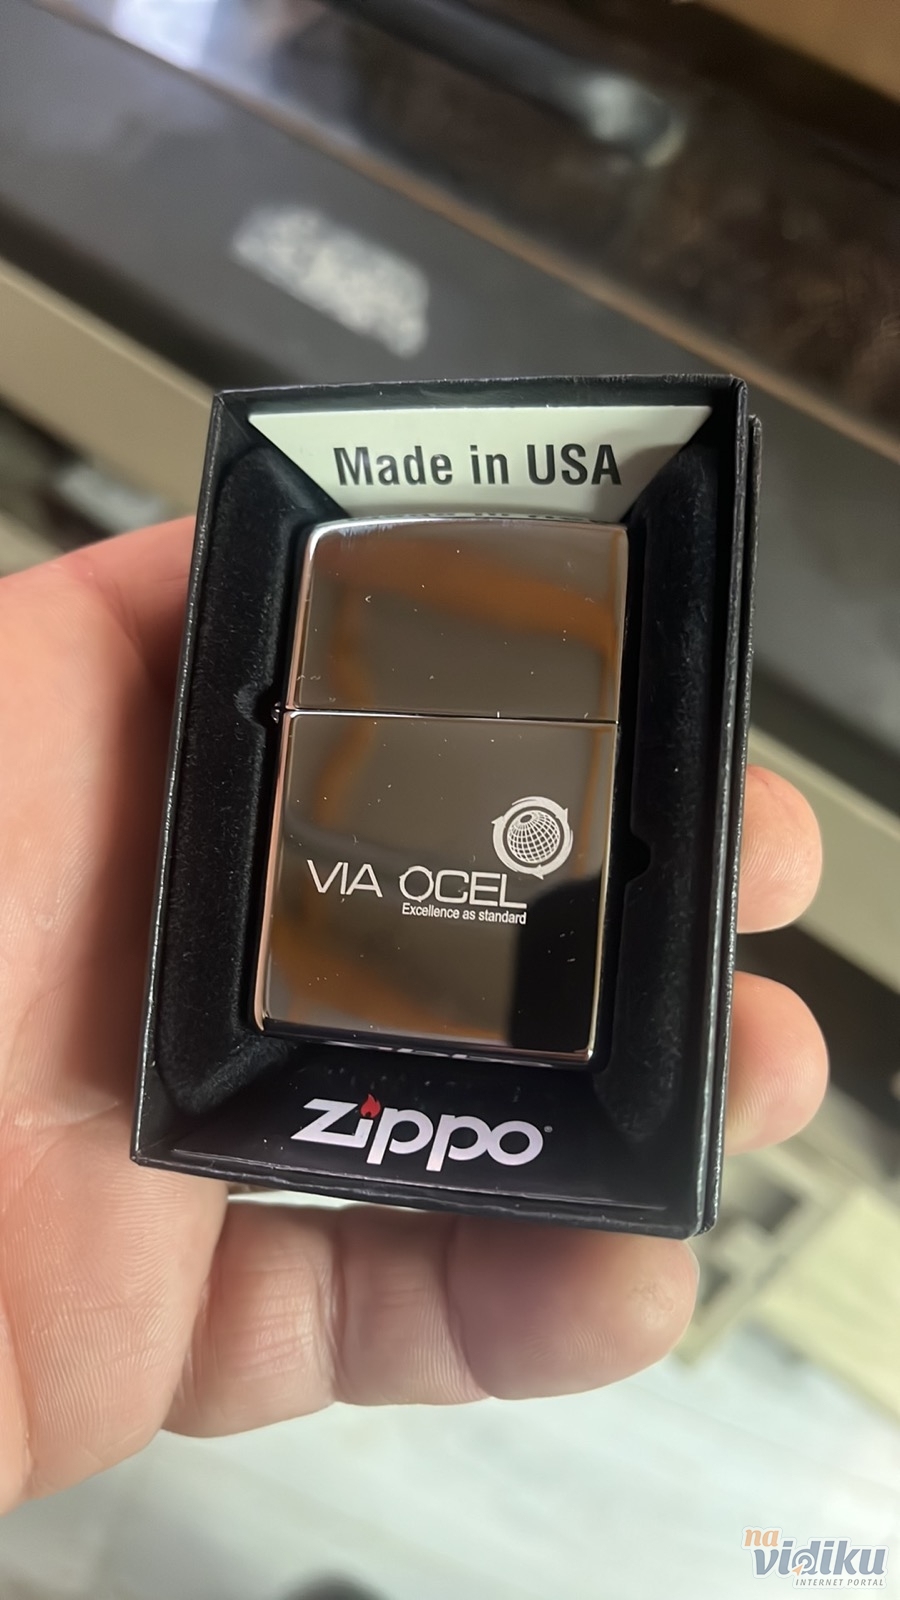 Made in USA
VIA OCEL
Excellence as standard
zippo
na
vidiku
INTERNET PORTAL